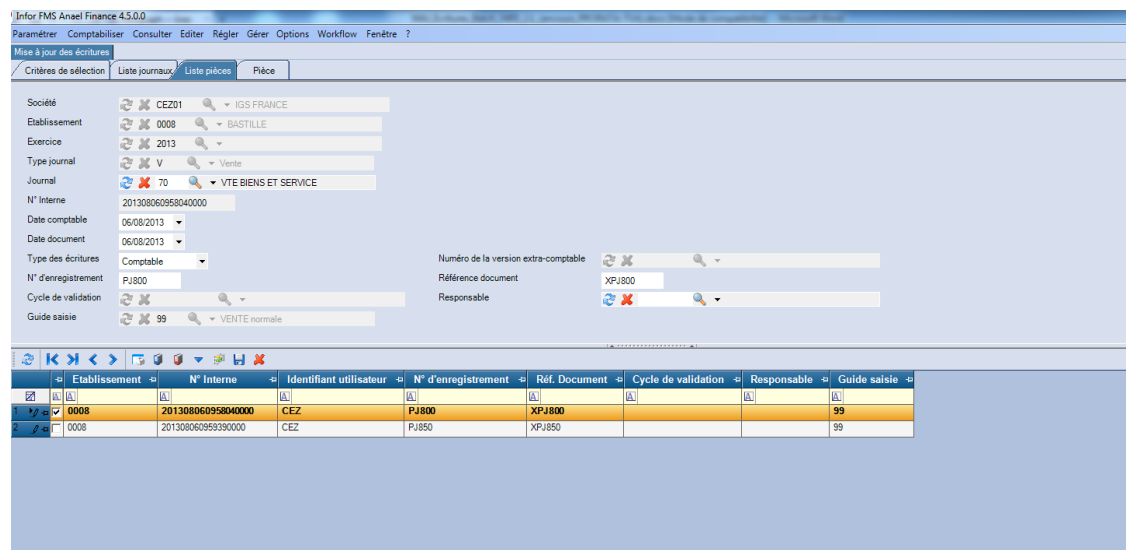 Infor FMS Anael Finance 4.5.0.0
Paramétrer Comptabiliser Consulter Editer Régler Gérer Options Workflow Fenêtre ?
Mise à jour des écritures
Critères de sélection Liste journaux Liste pièces Pièce
Société CEZ01 IGS FRANCE
Etablissement 0008 BASTILLE
Exercice 2013
Type journal V Vente
Journal 70 VTE BIENS ET SERVICE
N° Interne 201308060958040000
Date comptable 06/08/2013
Date document 06/08/2013
Type des écritures Comptable Numéro de la version extra-comptable
N° d'enregistrement PJ800 Référence document XPJ800
Cycle de validation Responsable
Guide saisie 99 VENTE normale
Etablissement N° Interne Identifiant utilisateur N° d'enregistrement Réf. Document Cycle de validation Responsable Guide saisie
1 0008 201308060958040000 CEZ PJ800 XPJ800 99
2 0008 201308060959390000 CEZ PJ850 XPJ850 99